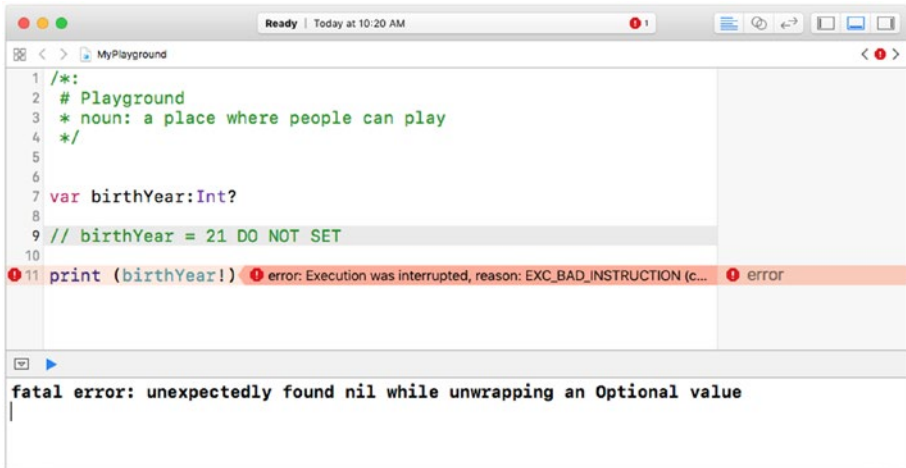 Ready | Today at 10:20 AM 1
MyPlayground
1 /*:
2 # Playground
3 * noun: a place where people can play
4 */
5
6
7 var birthYear:Int?
8
9 // birthYear = 21 DO NOT SET
10
11 print (birthYear!) error: Execution was interrupted, reason: EXC_BAD_INSTRUCTION (c... error
fatal error: unexpectedly found nil while unwrapping an Optional value